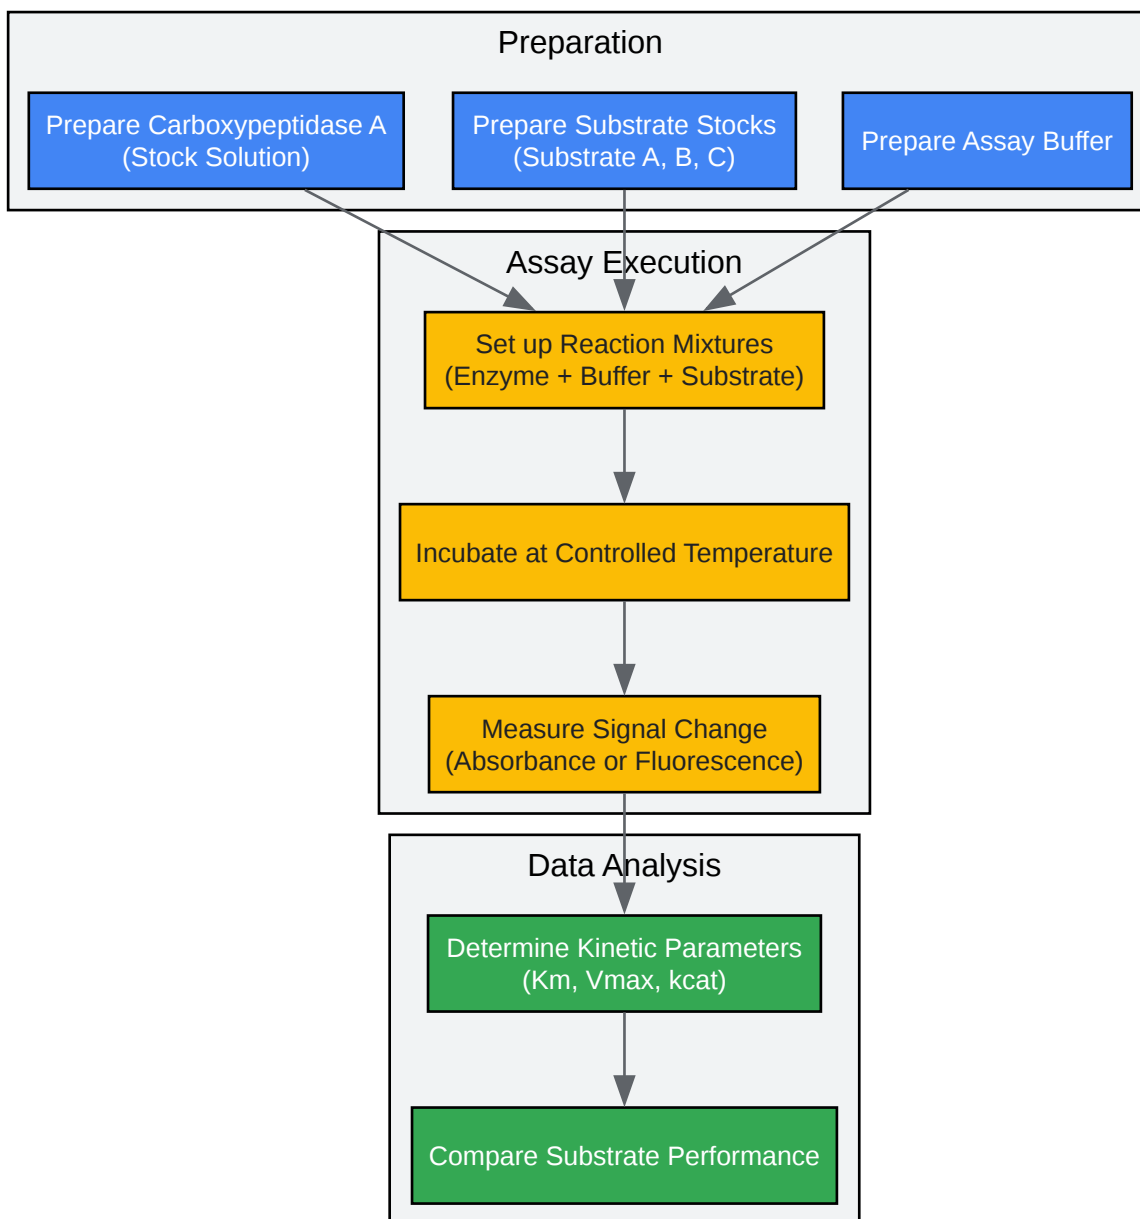 Preparation
Prepare Carboxypeptidase A
(Stock Solution)
Prepare Substrate Stocks
(Substrate A, B, C)
Prepare Assay Buffer
Assay Execution
Set up Reaction Mixtures
(Enzyme + Buffer + Substrate)
Incubate at Controlled Temperature
Measure Signal Change
(Absorbance or Fluorescence)
Data Analysis
Determine Kinetic Parameters
(Km, Vmax, kcat)
Compare Substrate Performance